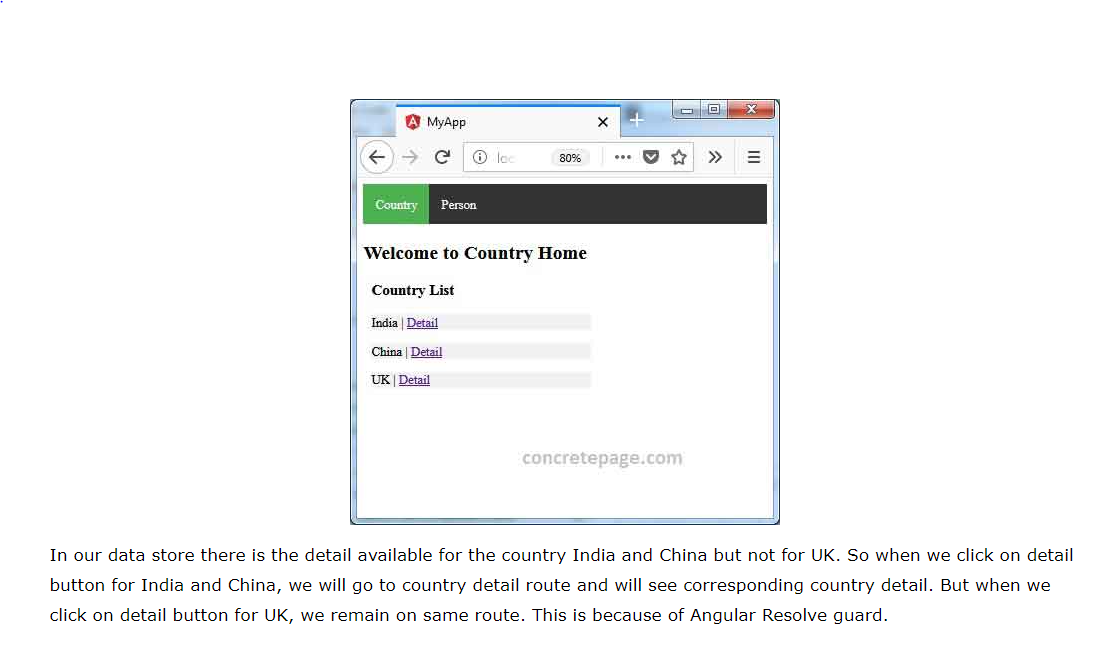 MyApp
loc
80%
Country Person
Welcome to Country Home
Country List
India | Detail
China | Detail
UK | Detail
concretepage.com
In our data store there is the detail available for the country India and China but not for UK. So when we click on detail
button for India and China, we will go to country detail route and will see corresponding country detail. But when we
click on detail button for UK, we remain on same route. This is because of Angular Resolve guard.